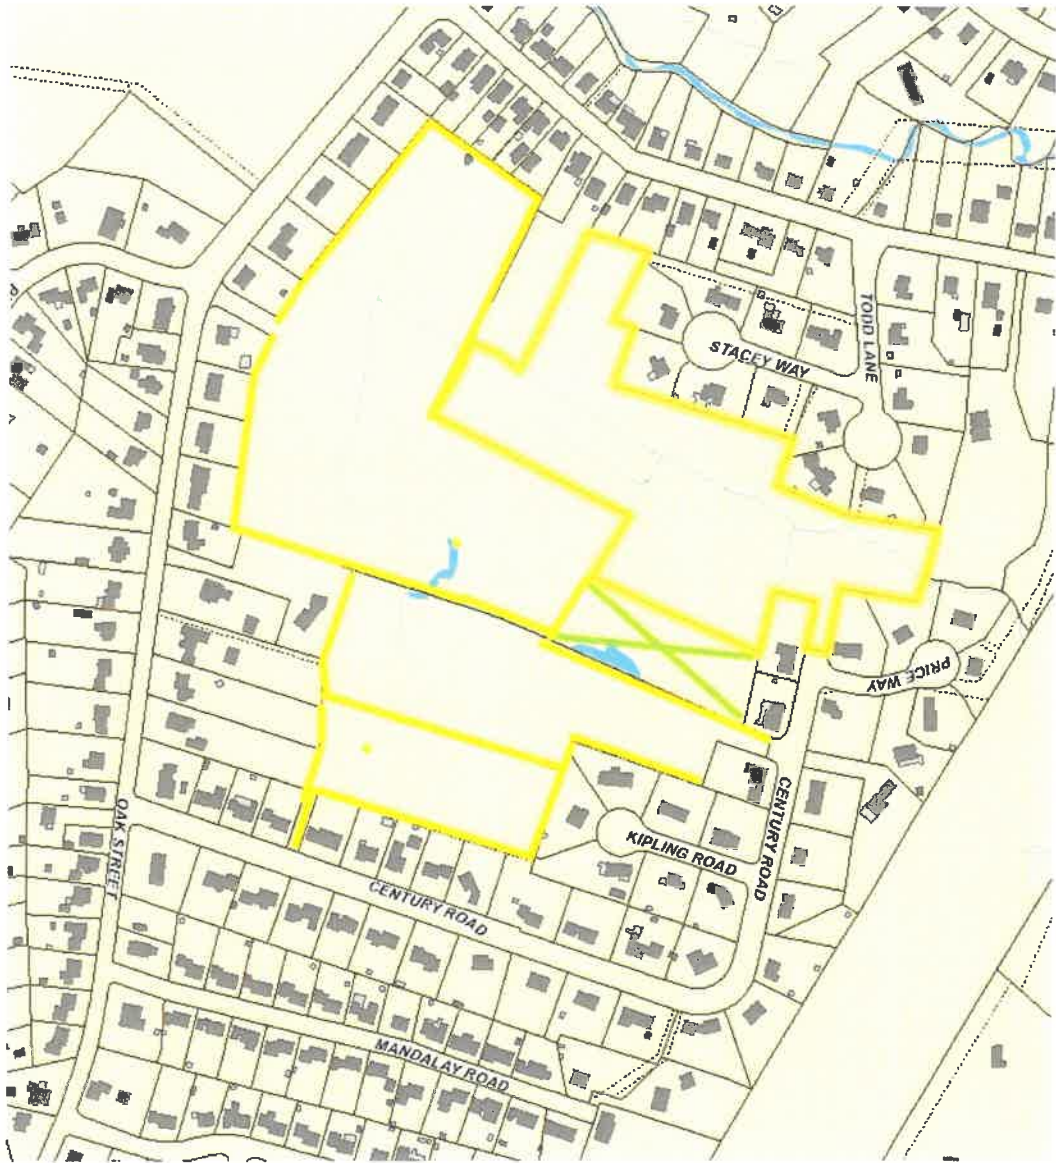 TODD LANE
STACEY WAY
PRICE WAY
CENTURY ROAD
KIPLING ROAD
OAK STREET
CENTURY ROAD
MANDALAY ROAD